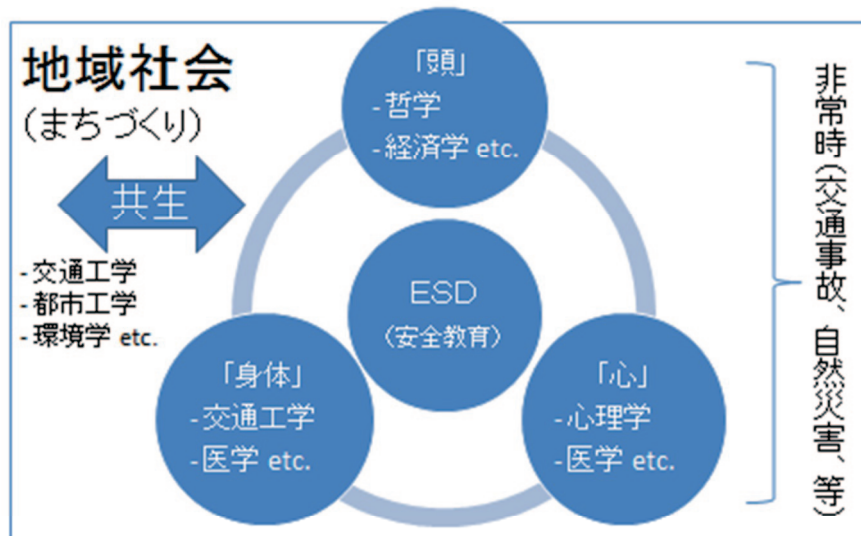 地域社会
(まちづくり)
共生
- 交通工学
- 都市工学
- 環境学 etc.
「頭」
- 哲学
- 経済学 etc.
ESD
(安全教育)
「身体」
- 交通工学
- 医学 etc.
「心」
- 心理学
- 医学 etc.
非常時(交通事故、自然災害、等)